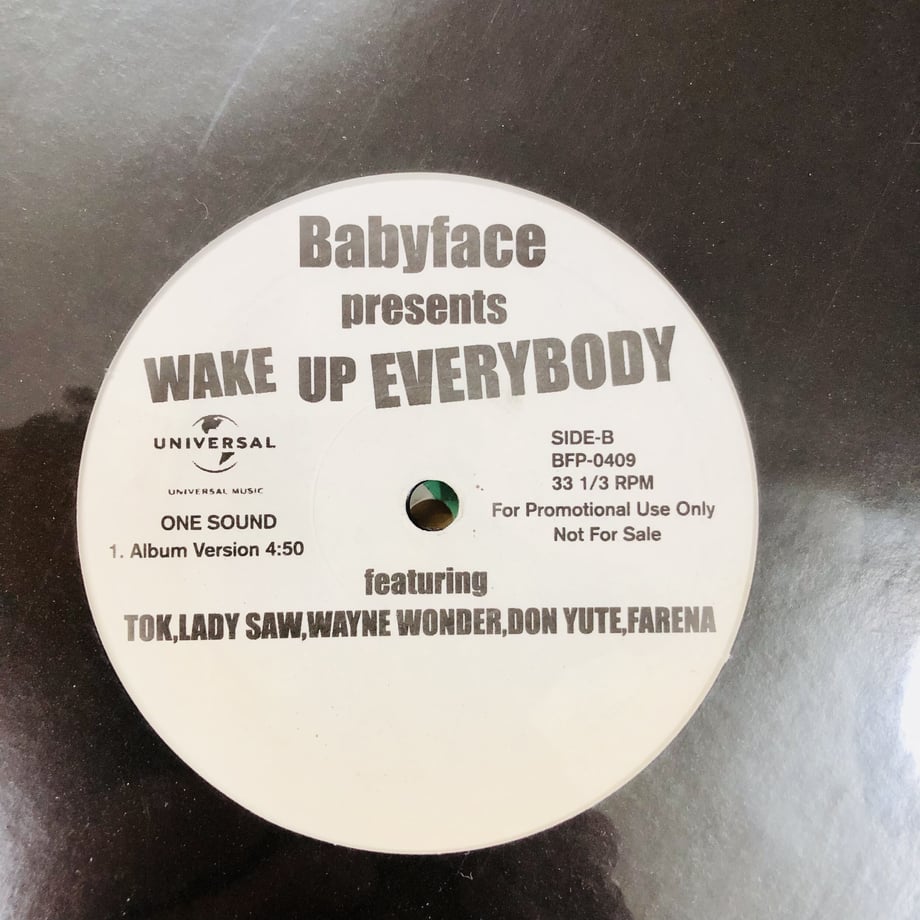 Babyface
presents
WAKE UP EVERYBODY
UNIVERSAL
UNIVERSAL MUSIC
ONE SOUND
1. Album Version 4:50
SIDE-B
BFP-0409
33 1/3 RPM
For Promotional Use Only
Not For Sale
featuring
TOK,LADY SAW,WAYNE WONDER,DON YUTE,FARENA